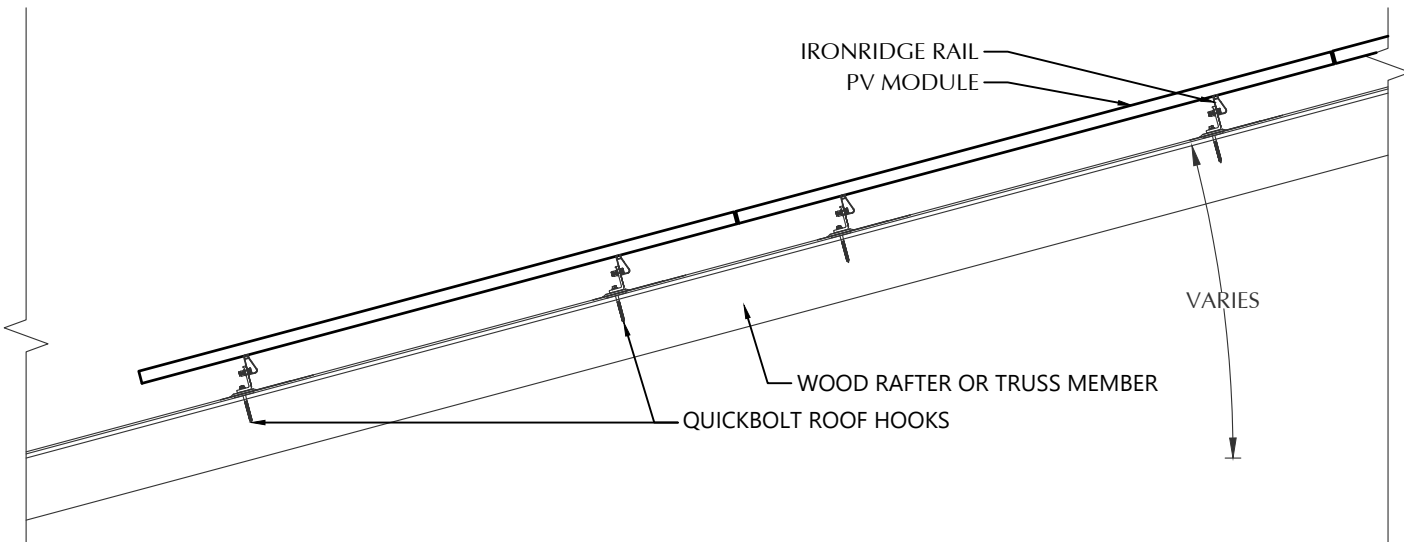 IRONRIDGE RAIL
PV MODULE
VARIES
WOOD RAFTER OR TRUSS MEMBER
QUICKBOLT ROOF HOOKS